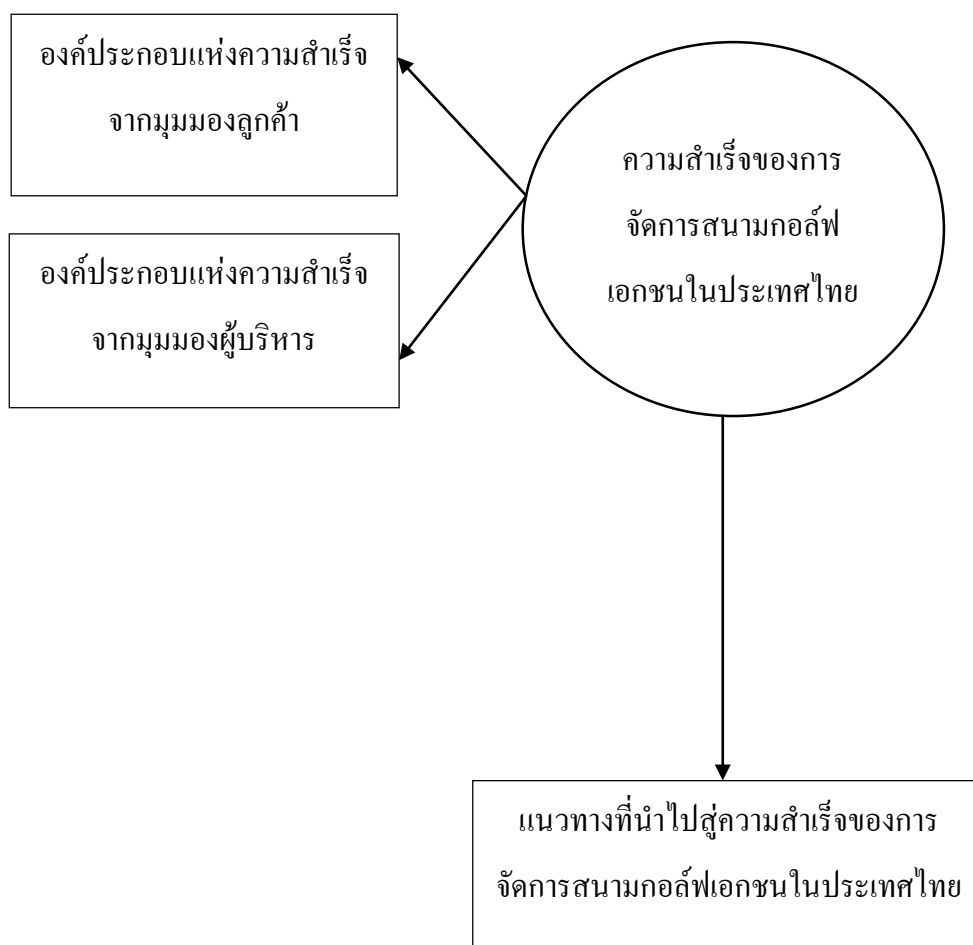 องค์ประกอบแห่งความสำเร็จ
จากมุมมองลูกค้า
องค์ประกอบแห่งความสำเร็จ
จากมุมมองผู้บริหาร
ความสำเร็จของการ
จัดการสนามกอล์ฟ
เอกชนในประเทศไทย
แนวทางที่นำไปสู่ความสำเร็จของการ
จัดการสนามกอล์ฟเอกชนในประเทศไทย